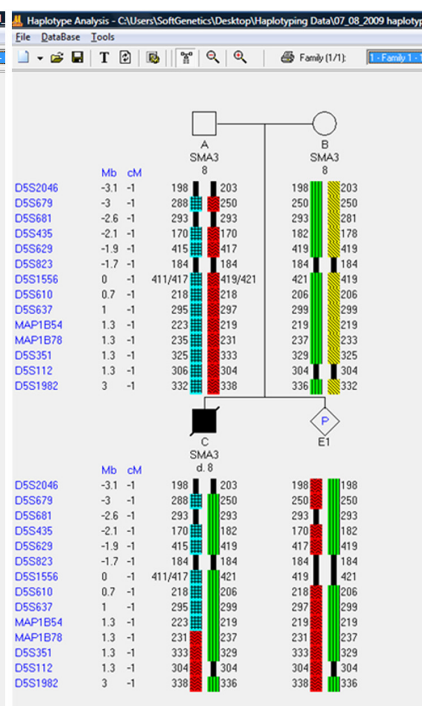 Haplotype Analysis - C:\Users\SoftGenetics\Desktop\Haplotyping Data\07_08_2009 haplotyp
File DataBase Tools
T Family (1/1): 1 - Family 1 - 1
A B
SMA3 SMA3
8 8
Mb cM
D5S2046 -3.1 -1 198 203 198 203
D5S679 -3 -1 288 250 250 250
D5S681 -2.6 -1 293 293 293 281
D5S435 -2.1 -1 170 170 182 178
D5S629 -1.9 -1 415 417 419 419
D5S823 -1.7 -1 184 184 184 184
D5S1556 0 -1 411/417 419/421 421 419
D5S610 0.7 -1 218 218 206 206
D5S637 1 -1 295 297 299 299
MAP1B54 1.3 -1 223 219 219 219
MAP1B78 1.3 -1 235 231 237 233
D5S351 1.3 -1 325 333 329 325
D5S112 1.3 -1 306 304 304 304
D5S1982 3 -1 332 338 336 332
P
C E1
SMA3
d. 8
Mb cM
D5S2046 -3.1 -1 198 203 198 198
D5S679 -3 -1 288 250 250 250
D5S681 -2.6 -1 293 293 293 293
D5S435 -2.1 -1 170 182 170 182
D5S629 -1.9 -1 415 419 417 419
D5S823 -1.7 -1 184 184 184 184
D5S1556 0 -1 411/417 421 419 421
D5S610 0.7 -1 218 206 218 206
D5S637 1 -1 295 299 297 299
MAP1B54 1.3 -1 223 219 219 219
MAP1B78 1.3 -1 231 237 231 237
D5S351 1.3 -1 333 329 333 329
D5S112 1.3 -1 304 304 304 304
D5S1982 3 -1 338 336 338 336